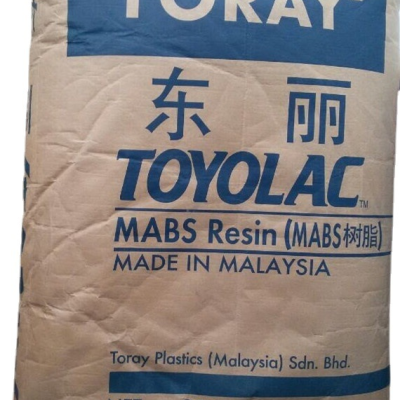 TORAY
东丽
TOYOLAC™
MABS Resin (MABS树脂)
MADE IN MALAYSIA
Toray Plastics (Malaysia) Sdn. Bhd.